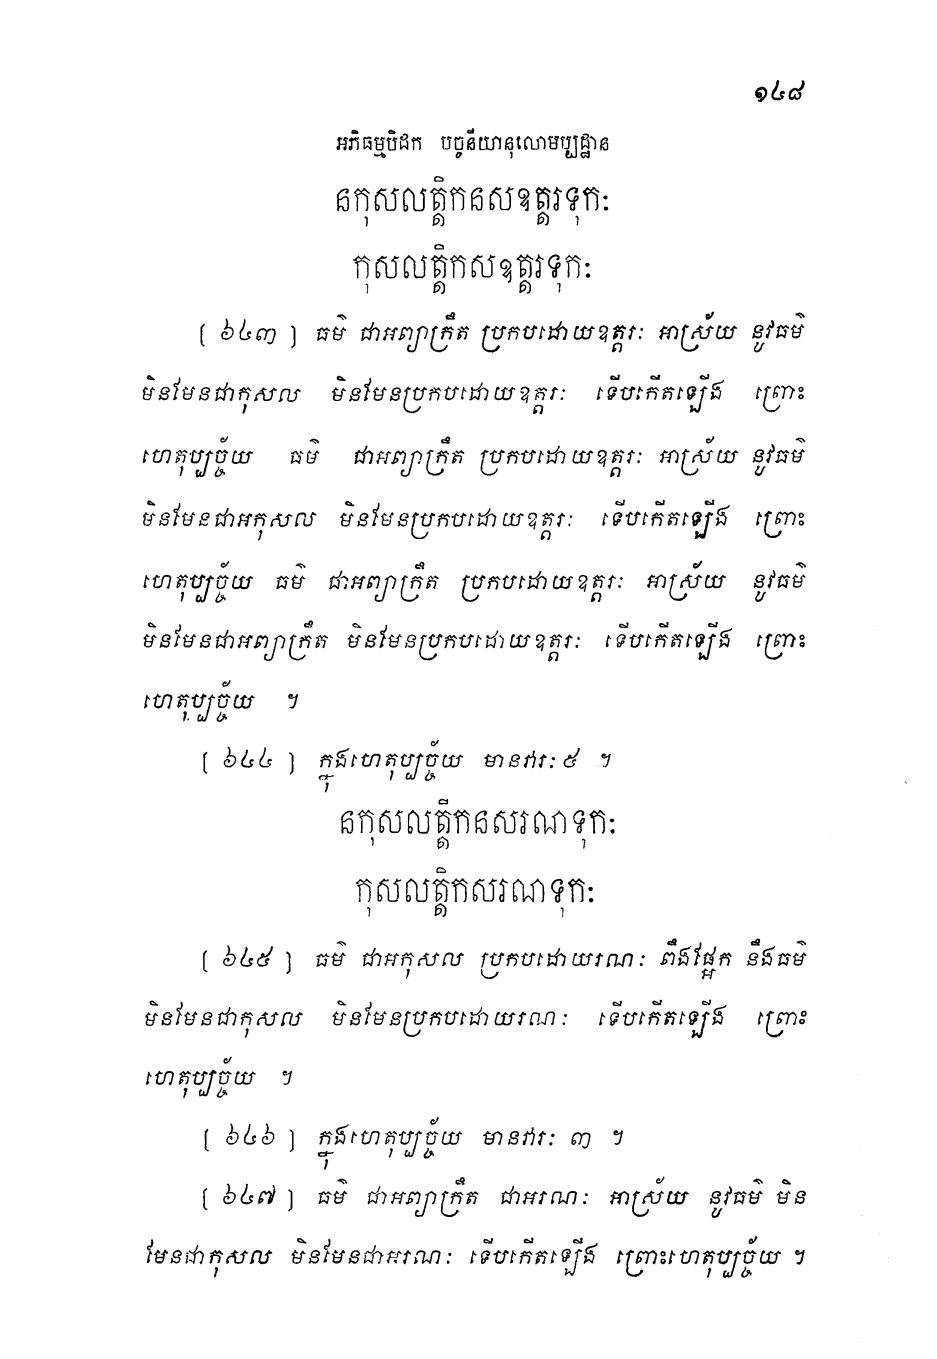 ១៤៨
អភិធម្មបិដក បច្ចនីយានុលោមប្បដ្ឋាន
នកុសលត្តិកនសឧត្តរទុកៈ
កុសលត្តិកសឧត្តរទុកៈ
[ ៦៤៣ ] ធម៌ ជាអព្យាក្រឹត ប្រកបដោយឧត្តរៈ អាស្រ័យ នូវធម៌
មិនមែនជាកុសល មិនមែនប្រកបដោយឧត្តរៈ ទើបកើតឡើង ព្រោះ
ហេតុប្បច្ច័យ ធម៌ ជាអព្យាក្រឹត ប្រកបដោយឧត្តរៈ អាស្រ័យ នូវធម៌
មិនមែនជាអកុសល មិនមែនប្រកបដោយឧត្តរៈ ទើបកើតឡើង ព្រោះ
ហេតុប្បច្ច័យ ធម៌ ជាអព្យាក្រឹត ប្រកបដោយឧត្តរៈ អាស្រ័យ នូវធម៌
មិនមែនជាអព្យាក្រឹត មិនមែនប្រកបដោយឧត្តរៈ ទើបកើតឡើង ព្រោះ
ហេតុប្បច្ច័យ ។
[ ៦៤៤ ] ក្នុងហេតុប្បច្ច័យ មានវារៈ ៥ ។
នកុសលត្តិកនសរណទុកៈ
កុសលត្តិកសរណទុកៈ
[ ៦៤៥ ] ធម៌ ជាអកុសល ប្រកបដោយរណៈ ពឹងផ្អែក នឹងធម៌
មិនមែនជាកុសល មិនមែនប្រកបដោយរណៈ ទើបកើតឡើង ព្រោះ
ហេតុប្បច្ច័យ ។
[ ៦៤៦ ] ក្នុងហេតុប្បច្ច័យ មានវារៈ ៣ ។
[ ៦៤៧ ] ធម៌ ជាអព្យាក្រឹត ជាអរណៈ អាស្រ័យ នូវធម៌ មិន
មែនជាកុសល មិនមែនជាអរណៈ ទើបកើតឡើង ព្រោះហេតុប្បច្ច័យ ។